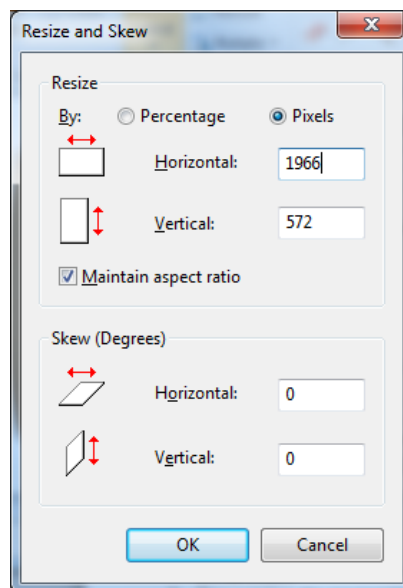 Resize and Skew
Resize
By: Percentage Pixels
Horizontal: 1966
Vertical: 572
Maintain aspect ratio
Skew (Degrees)
Horizontal: 0
Vertical: 0
OK Cancel